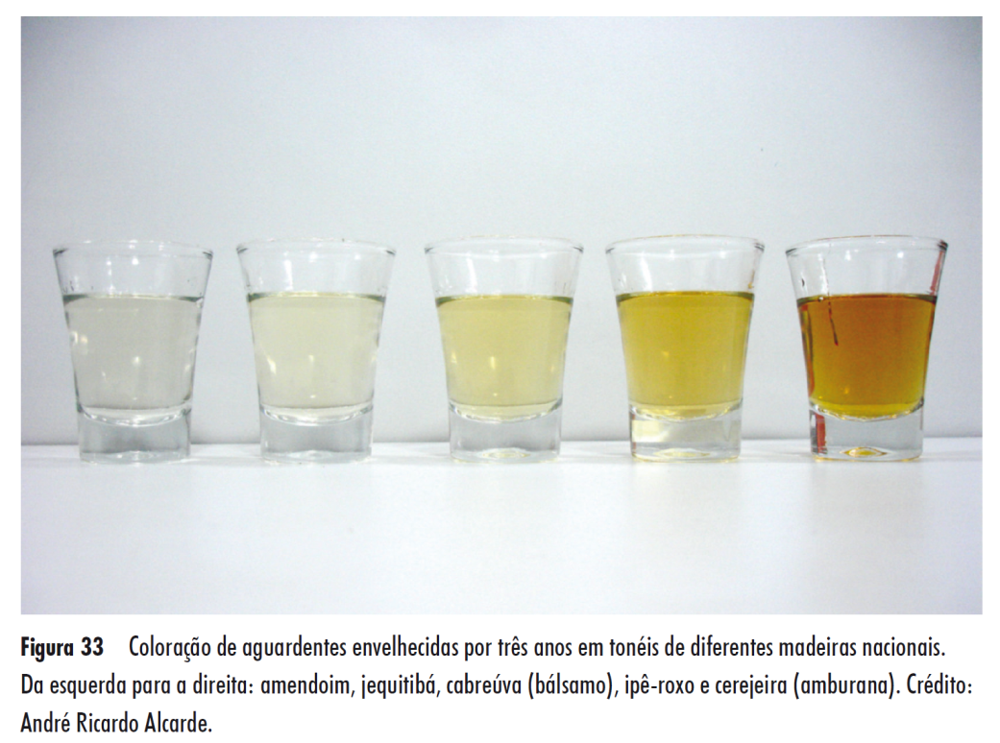 Figura 33 Coloração de aguardentes envelhecidas por três anos em tonéis de diferentes madeiras nacionais.
Da esquerda para a direita: amendoim, jequitibá, cabreúva (bálsamo), ipê-roxo e cerejeira (amburana). Crédito:
André Ricardo Alcarde.